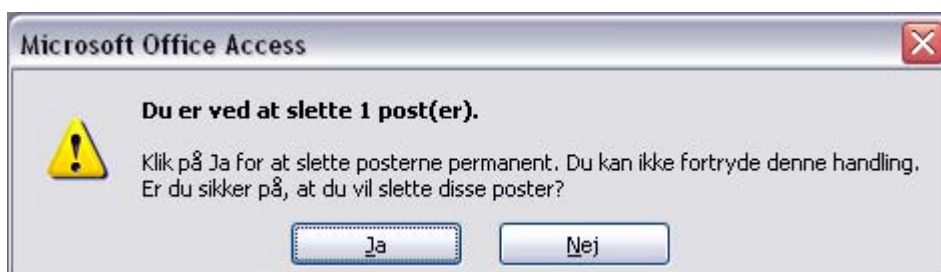 Microsoft Office Access
Du er ved at slette 1 post(er).
Klik på Ja for at slette posterne permanent. Du kan ikke fortryde denne handling.
Er du sikker på, at du vil slette disse poster?
Ja
Nej